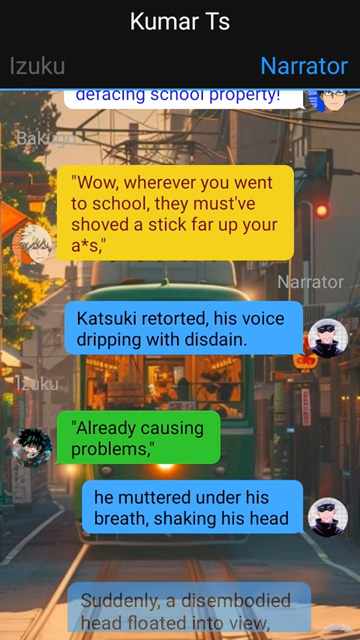 Kumar Ts
Izuku
Narrator
defacing school property!
Bakugo
"Wow, wherever you went
to school, they must've
shoved a stick far up your
a*s,"
Narrator
Katsuki retorted, his voice
dripping with disdain.
Izuku
"Already causing
problems,"
he muttered under his
breath, shaking his head
Suddenly, a disembodied
head floated into view,